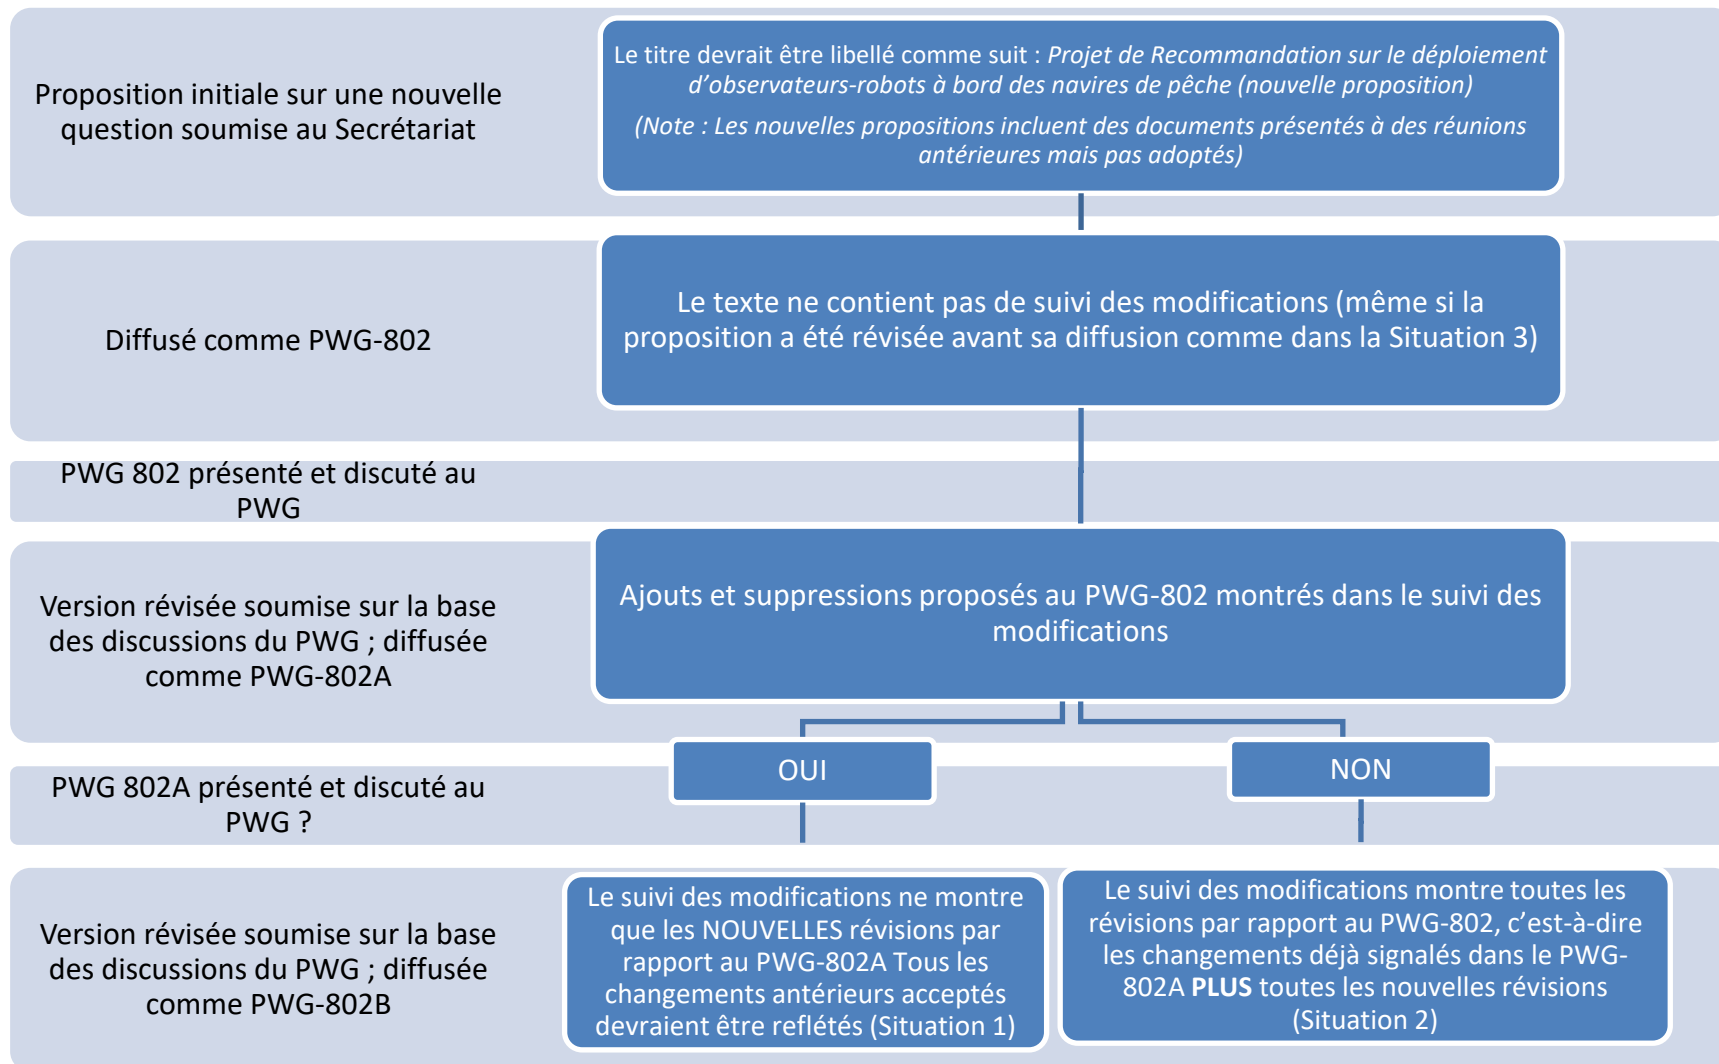 Proposition initiale sur une nouvelle
question soumise au Secrétariat
Le titre devrait être libellé comme suit : Projet de Recommandation sur le déploiement
d’observateurs-robots à bord des navires de pêche (nouvelle proposition)
(Note : Les nouvelles propositions incluent des documents présentés à des réunions
antérieures mais pas adoptés)
Diffusé comme PWG-802
Le texte ne contient pas de suivi des modifications (même si la
proposition a été révisée avant sa diffusion comme dans la Situation 3)
PWG 802 présenté et discuté au
PWG
Version révisée soumise sur la base
des discussions du PWG ; diffusée
comme PWG-802A
Ajouts et suppressions proposés au PWG-802 montrés dans le suivi des
modifications
PWG 802A présenté et discuté au
PWG ?
OUI
NON
Version révisée soumise sur la base
des discussions du PWG ; diffusée
comme PWG-802B
Le suivi des modifications ne montre
que les NOUVELLES révisions par
rapport au PWG-802A Tous les
changements antérieurs acceptés
devraient être reflétés (Situation 1)
Le suivi des modifications montre toutes les
révisions par rapport au PWG-802, c’est-à-dire
les changements déjà signalés dans le PWG-
802A PLUS toutes les nouvelles révisions
(Situation 2)